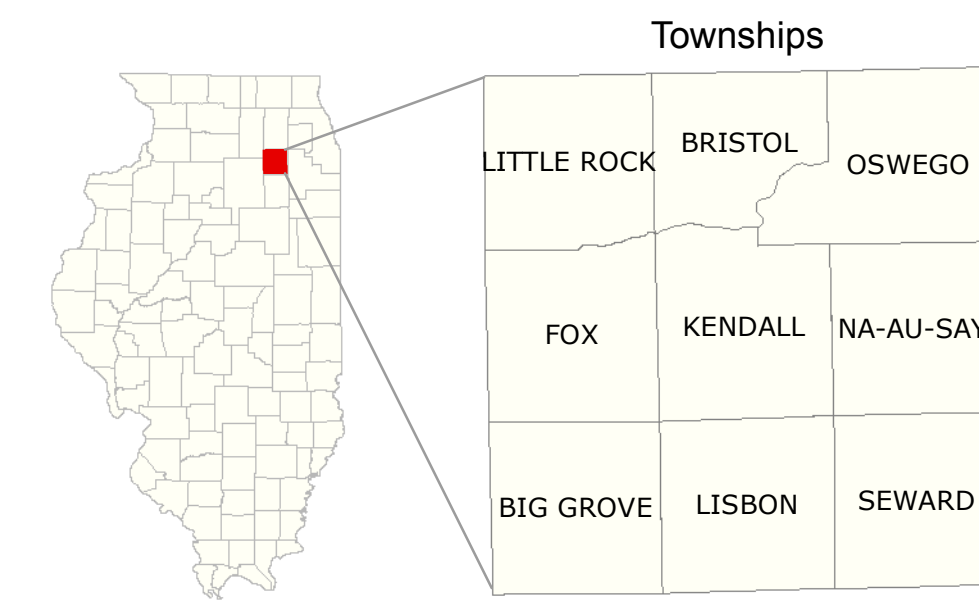 Townships
LITTLE ROCK
BRISTOL
OSWEGO
FOX
KENDALL
NA-AU-SAY
BIG GROVE
LISBON
SEWARD